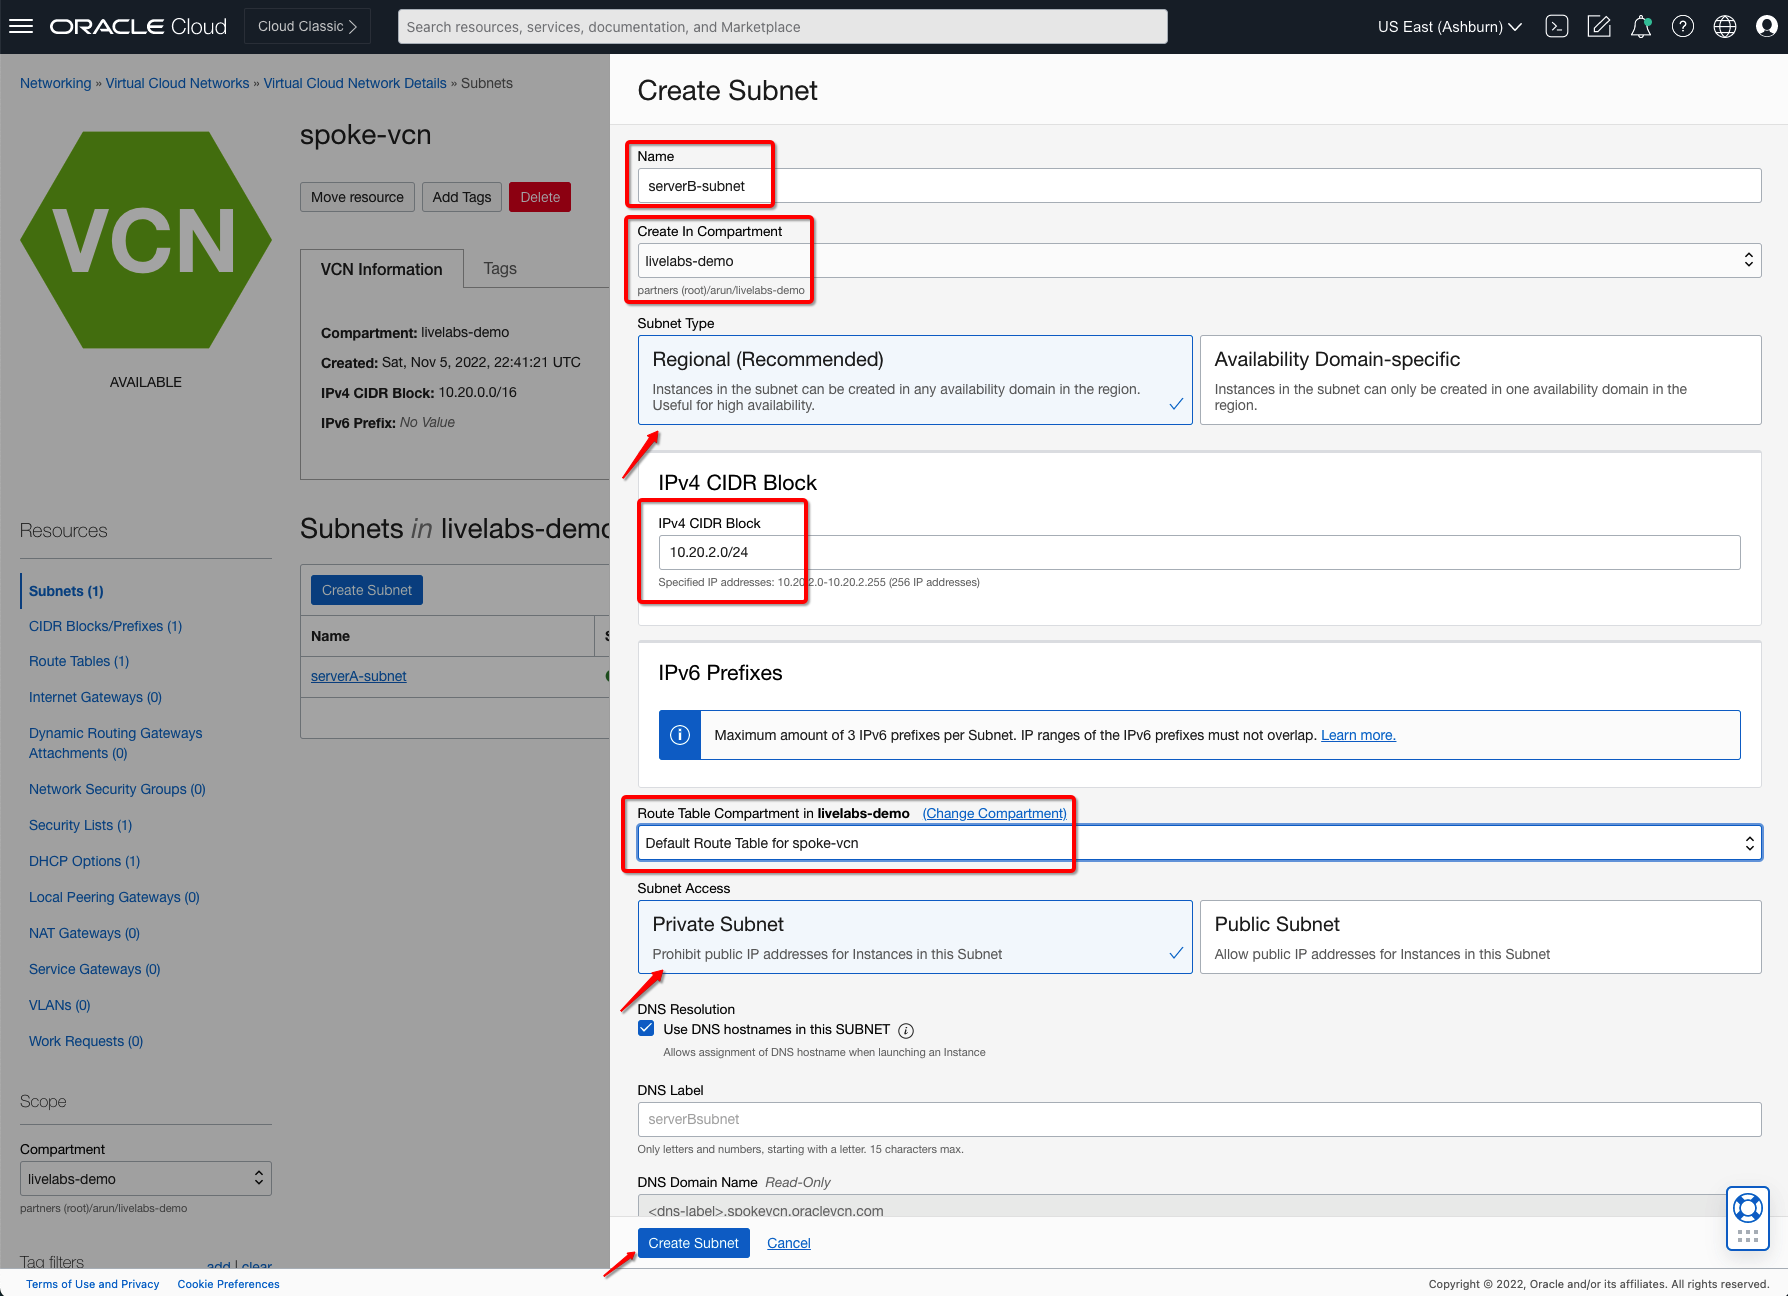 ORACLE Cloud
Cloud Classic
Search resources, services, documentation, and Marketplace
US East (Ashburn)
Networking » Virtual Cloud Networks » Virtual Cloud Network Details » Subnets
VCN
AVAILABLE
spoke-vcn
Move resource
Add Tags
Delete
VCN Information
Tags
Compartment: livelabs-demo
Created: Sat, Nov 5, 2022, 22:41:21 UTC
IPv4 CIDR Block: 10.20.0.0/16
IPv6 Prefix: No Value
Resources
Subnets (1)
CIDR Blocks/Prefixes (1)
Route Tables (1)
Internet Gateways (0)
Dynamic Routing Gateways
Attachments (0)
Network Security Groups (0)
Security Lists (1)
DHCP Options (1)
Local Peering Gateways (0)
NAT Gateways (0)
Service Gateways (0)
VLANs (0)
Work Requests (0)
Scope
Compartment
livelabs-demo
partners (root)/arun/livelabs-demo
Tag filters
add | clear
Subnets in livelabs-demo
Create Subnet
Name
serverA-subnet
Create Subnet
Name
serverB-subnet
Create In Compartment
livelabs-demo
partners (root)/arun/livelabs-demo
Subnet Type
Regional (Recommended)
Instances in the subnet can be created in any availability domain in the region.
Useful for high availability.
Availability Domain-specific
Instances in the subnet can only be created in one availability domain in the
region.
IPv4 CIDR Block
IPv4 CIDR Block
10.20.2.0/24
Specified IP addresses: 10.20.2.0-10.20.2.255 (256 IP addresses)
IPv6 Prefixes
Maximum amount of 3 IPv6 prefixes per Subnet. IP ranges of the IPv6 prefixes must not overlap. Learn more.
Route Table Compartment in livelabs-demo (Change Compartment)
Default Route Table for spoke-vcn
Subnet Access
Private Subnet
Prohibit public IP addresses for Instances in this Subnet
Public Subnet
Allow public IP addresses for Instances in this Subnet
DNS Resolution
Use DNS hostnames in this SUBNET
Allows assignment of DNS hostname when launching an Instance
DNS Label
serverBsubnet
Only letters and numbers, starting with a letter. 15 characters max.
DNS Domain Name Read-Only
<dns-label>.spokevcn.oraclevcn.com
Create Subnet
Cancel
Terms of Use and Privacy
Cookie Preferences
Copyright © 2022, Oracle and/or its affiliates. All rights reserved.